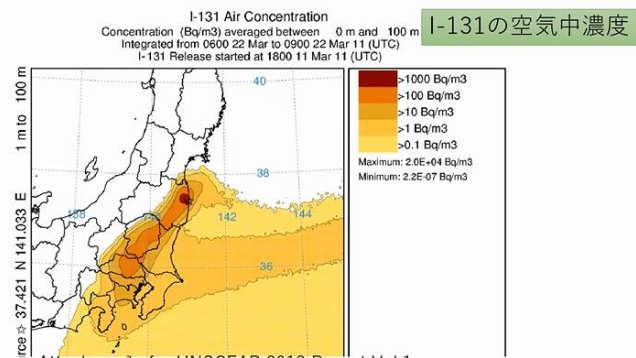 I-131 Air Concentration
Concentration (Bq/m3) averaged between 0 m and 100 m
Integrated from 0600 22 Mar to 0900 22 Mar 11 (UTC)
I-131 Release started at 1800 11 Mar 11 (UTC)
I-131の空気中濃度
1 m to 100 m
37.421 N 141.033 E
40
38
138
140
142
144
36
>1000 Bq/m3
>100 Bq/m3
>10 Bq/m3
>1 Bq/m3
>0.1 Bq/m3
Maximum: 2.0E+04 Bq/m3
Minimum: 2.2E-07 Bq/m3